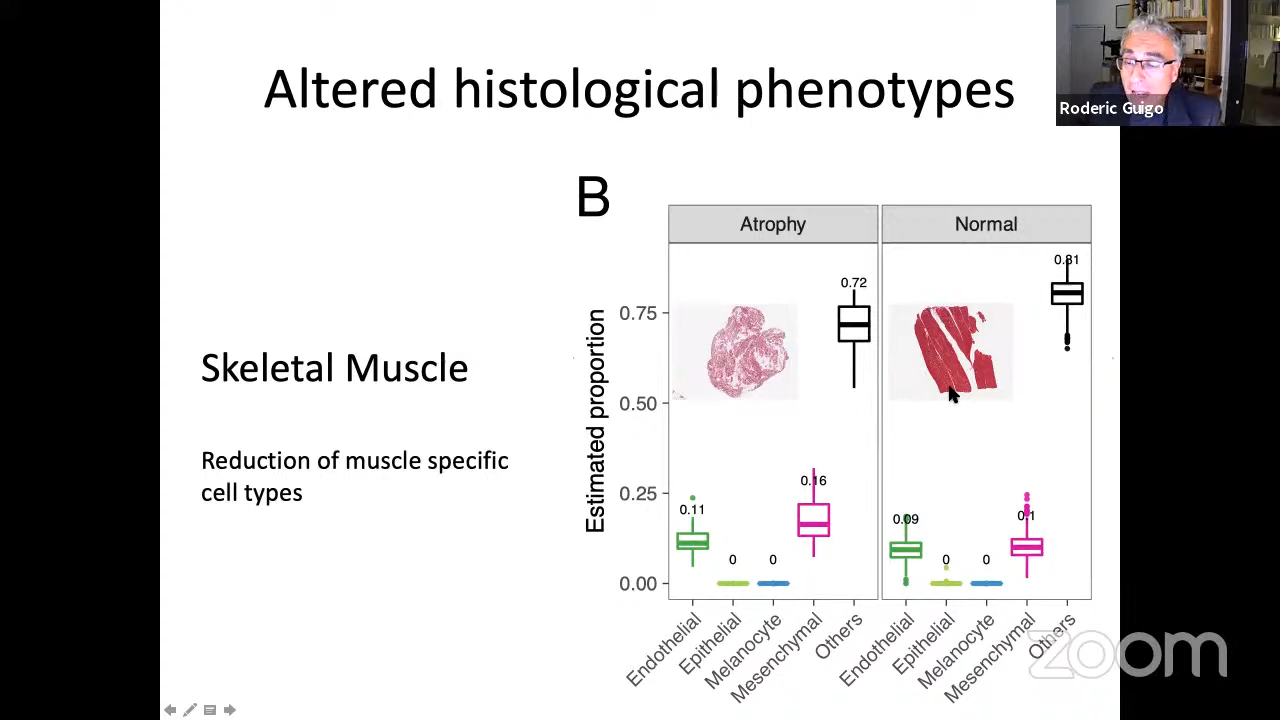 Altered histological phenotypes
Roderic Guigo
B
Atrophy
Normal
Skeletal Muscle
Reduction of muscle specific
cell types
Estimated proportion
0.75
0.50
0.25
0.00
0.11
0
0
0.16
0.72
0.09
0
0
0.1
0.81
Endothelial
Epithelial
Melanocyte
Mesenchymal
Others
Endothelial
Epithelial
Melanocyte
Mesenchymal
Others
zoom